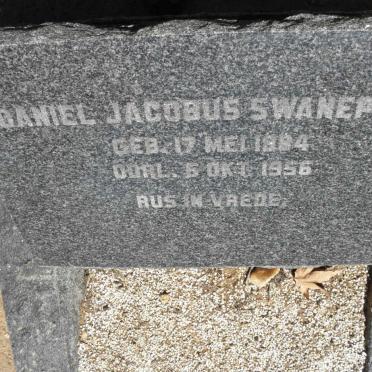 DANIEL JACOBUS SWANEP
GEB. 17 MEI 1884
OORL. 5 OKT. 1956
RUS IN VREDE.